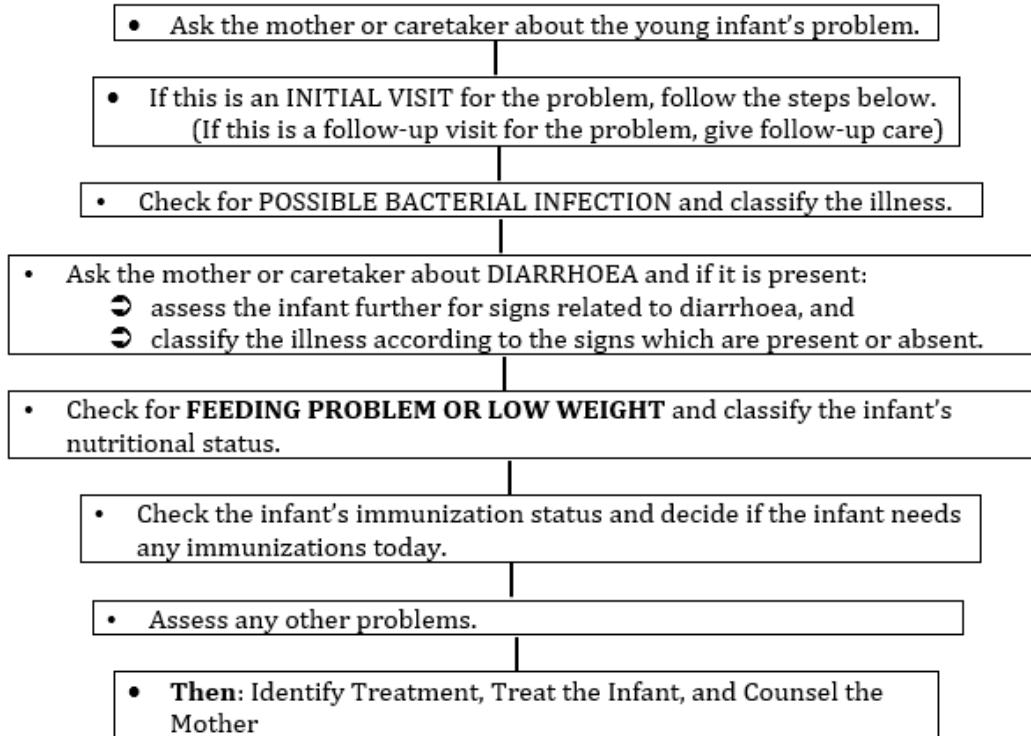 • Ask the mother or caretaker about the young infant's problem.
• If this is an INITIAL VISIT for the problem, follow the steps below.
(If this is a follow-up visit for the problem, give follow-up care)
• Check for POSSIBLE BACTERIAL INFECTION and classify the illness.
• Ask the mother or caretaker about DIARRHOEA and if it is present:
➲ assess the infant further for signs related to diarrhoea, and
➲ classify the illness according to the signs which are present or absent.
• Check for FEEDING PROBLEM OR LOW WEIGHT and classify the infant's
nutritional status.
• Check the infant's immunization status and decide if the infant needs
any immunizations today.
• Assess any other problems.
• Then: Identify Treatment, Treat the Infant, and Counsel the
Mother